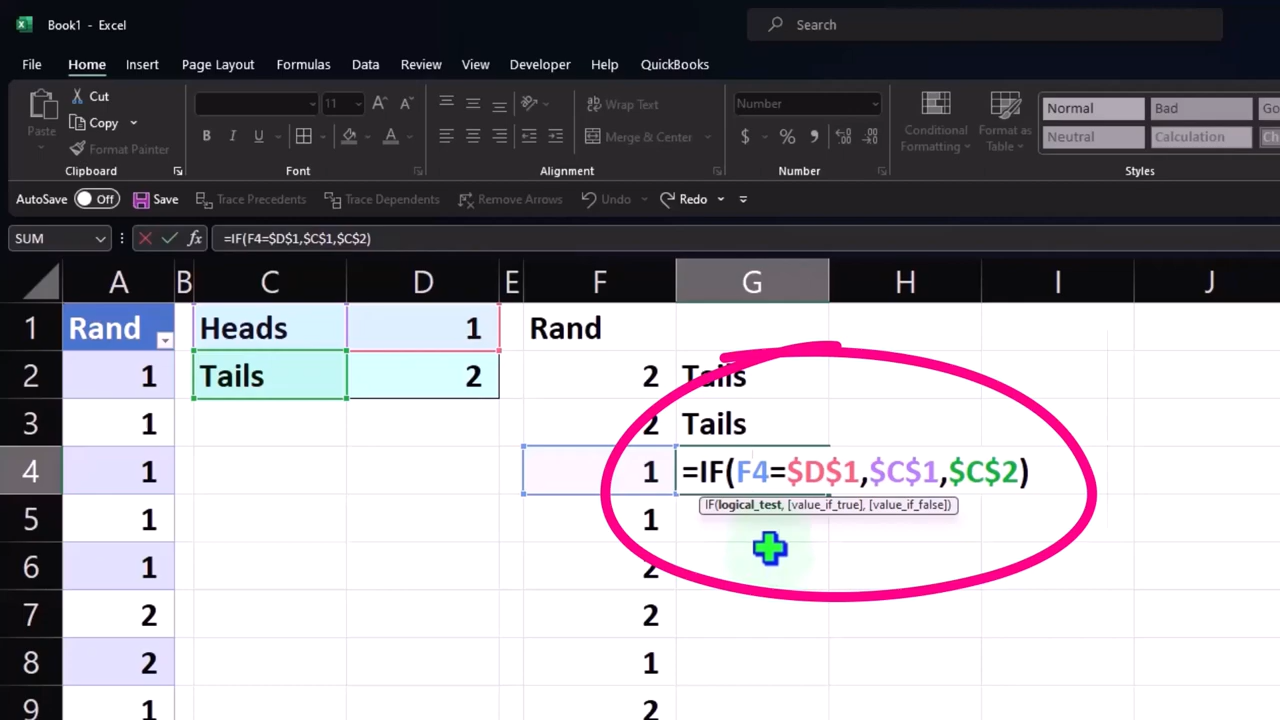 Book1 - Excel
Search
File Home Insert Page Layout Formulas Data Review View Developer Help QuickBooks
Paste
Cut
Copy
Format Painter
Clipboard
11 A A
B I U A
Font
Wrap Text
Merge & Center
Alignment
Number
$ % ,
Number
Conditional Formatting
Format as Table
Normal Bad
Neutral Calculation
Styles
AutoSave Off Save Trace Precedents Trace Dependents Remove Arrows Undo Redo
SUM fx =IF(F4=$D$1,$C$1,$C$2)
A B C D E F G H I J
1 Rand Heads 1 Rand
2 1 Tails 2 2 Tails
3 1 2 Tails
4 1 1 =IF(F4=$D$1,$C$1,$C$2)
IF(logical_test, [value_if_true], [value_if_false])
5 1 1
6 1 2
7 2 2
8 2 1
9 1 2